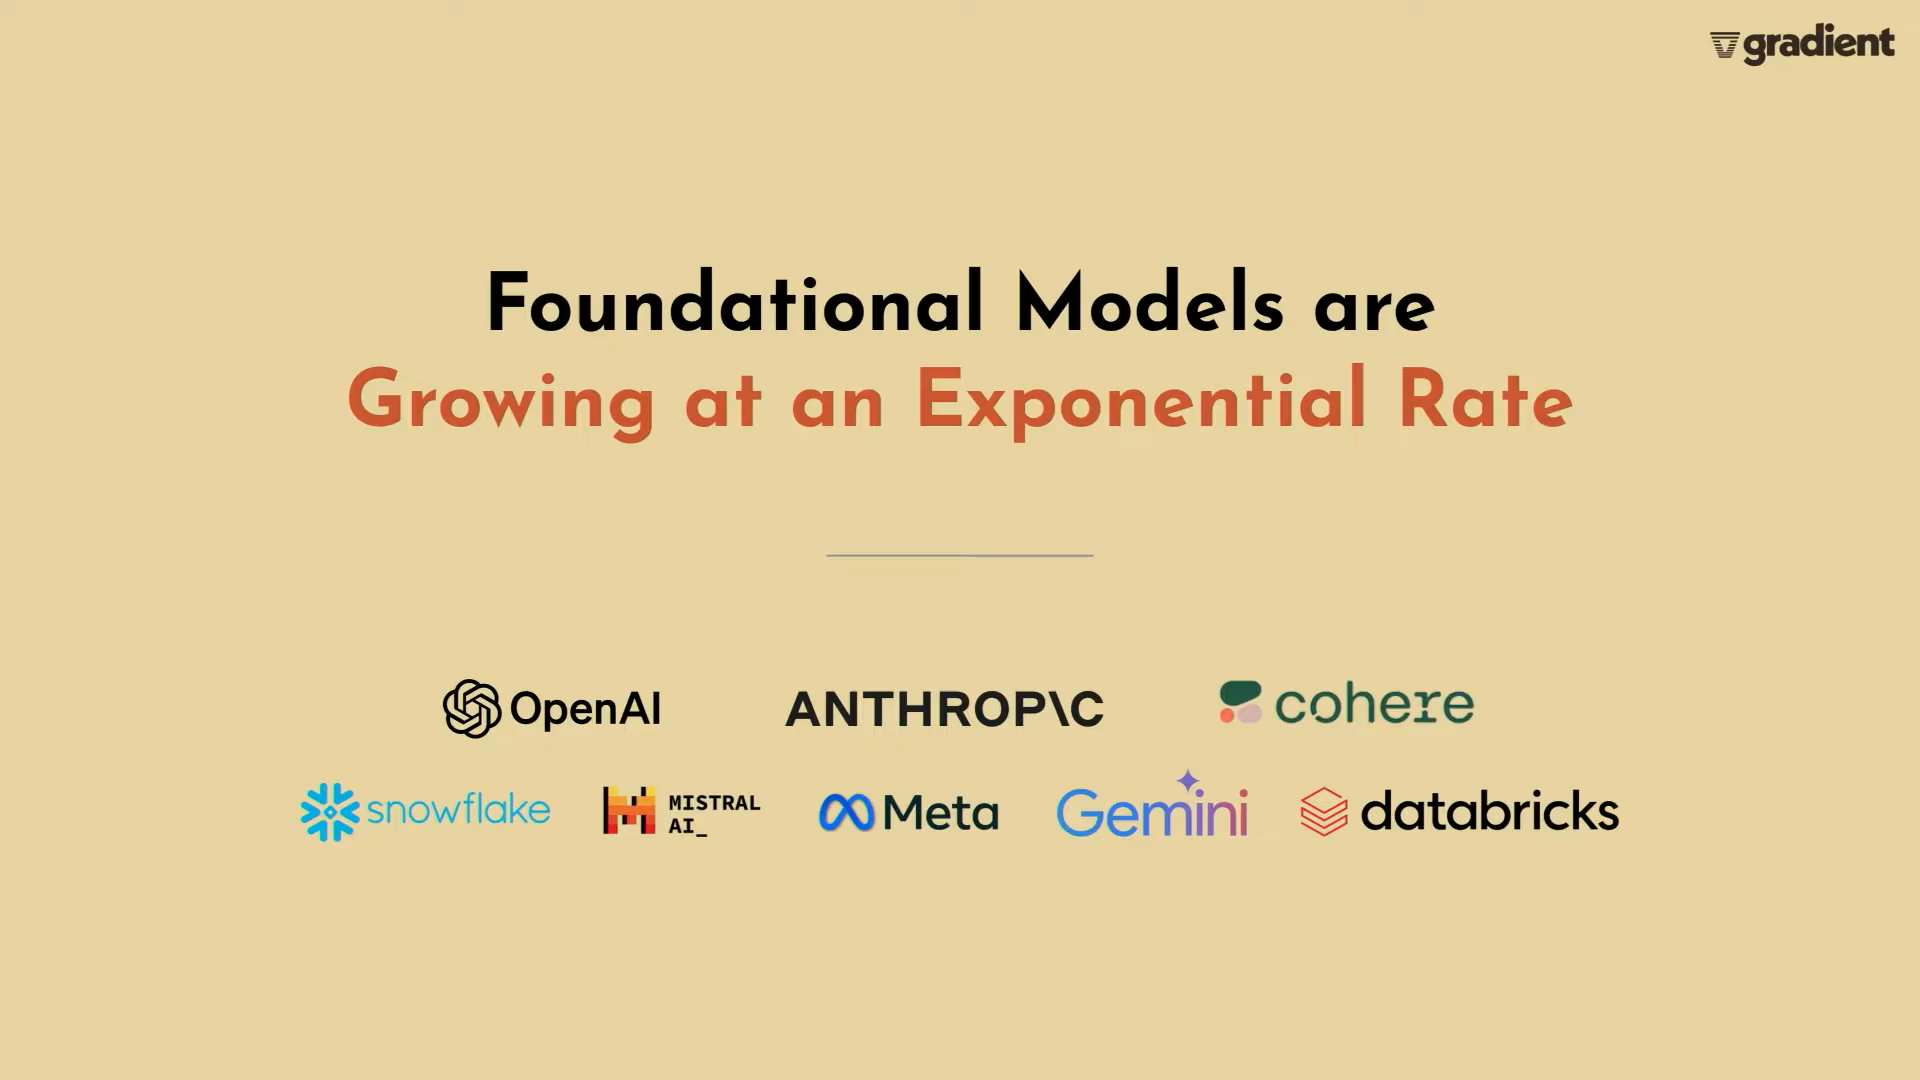 gradient
Foundational Models are
Growing at an Exponential Rate
OpenAI
ANTHROP\C
cohere
snowflake
MISTRAL
AI_
Meta
Gemini
databricks